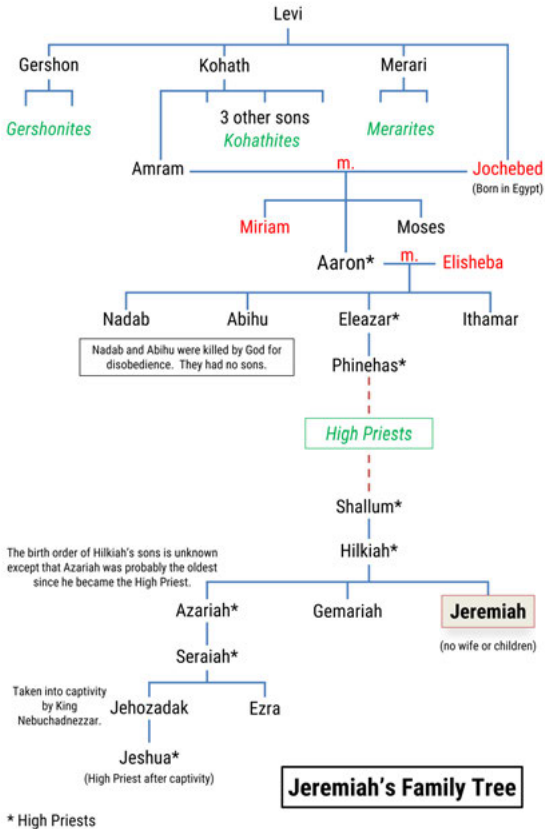 Levi
Gershon Kohath Merari
3 other sons
Gershonites Kohathites Merarites
Amram m. Jochebed
(Born in Egypt)
Miriam Moses
Aaron* m. Elisheba
Nadab Abihu Eleazar* Ithamar
Nadab and Abihu were killed by God for
disobedience. They had no sons.
Phinehas*
High Priests
Shallum*
Hilkiah*
The birth order of Hilkiah's sons is unknown
except that Azariah was probably the oldest
since he became the High Priest.
Azariah* Gemariah Jeremiah
(no wife or children)
Seraiah*
Taken into captivity
by King
Nebuchadnezzar.
Jehozadak Ezra
Jeshua*
(High Priest after captivity)
Jeremiah's Family Tree
* High Priests